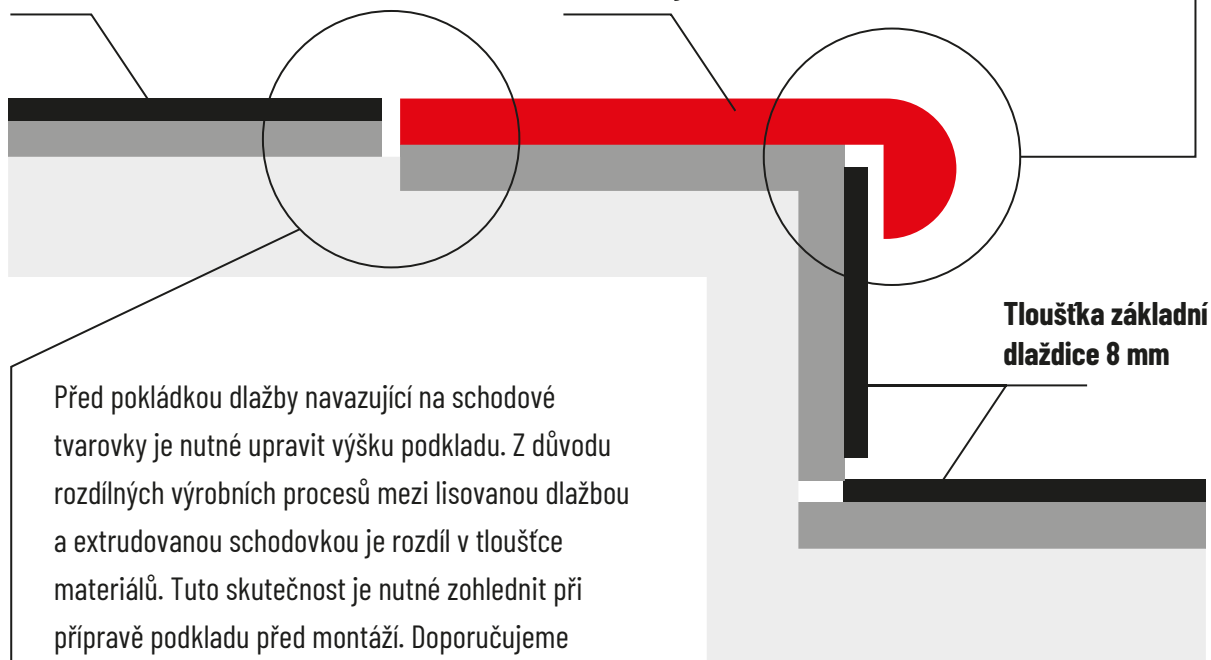 Tloušťka základní
dlaždice 8 mm
Před pokládkou dlažby navazující na schodové
tvarovky je nutné upravit výšku podkladu. Z důvodu
rozdílných výrobních procesů mezi lisovanou dlažbou
a extrudovanou schodovkou je rozdíl v tloušťce
materiálů. Tuto skutečnost je nutné zohlednit při
přípravě podkladu před montáží. Doporučujeme